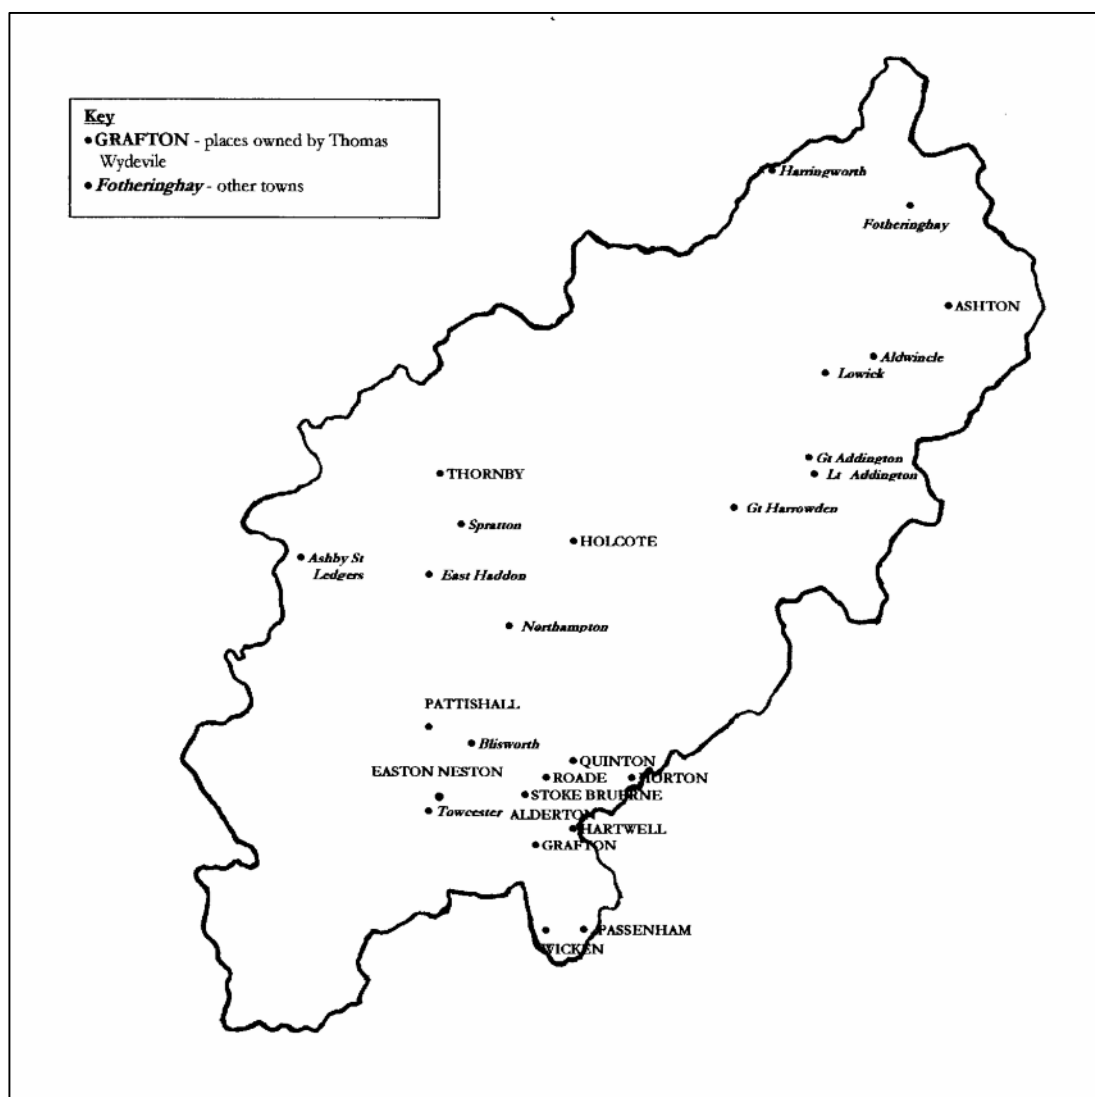 Key
• GRAFTON - places owned by Thomas
Wydevile
• Fotheringhay - other towns
Harringworth
Fotheringhay
ASHTON
Aldwincle
Lowick
Gt Addington
THORNBY
Lt Addington
Gt Harrowden
Spratton
HOLCOTE
Ashby St
Ledgers
East Haddon
Northampton
PATTISHALL
Blisworth
QUINTON
EASTON NESTON
ROADE
HORTON
STOKE BRUERNE
Towcester
ALDERTON
HARTWELL
GRAFTON
PASSENHAM
WICKEN